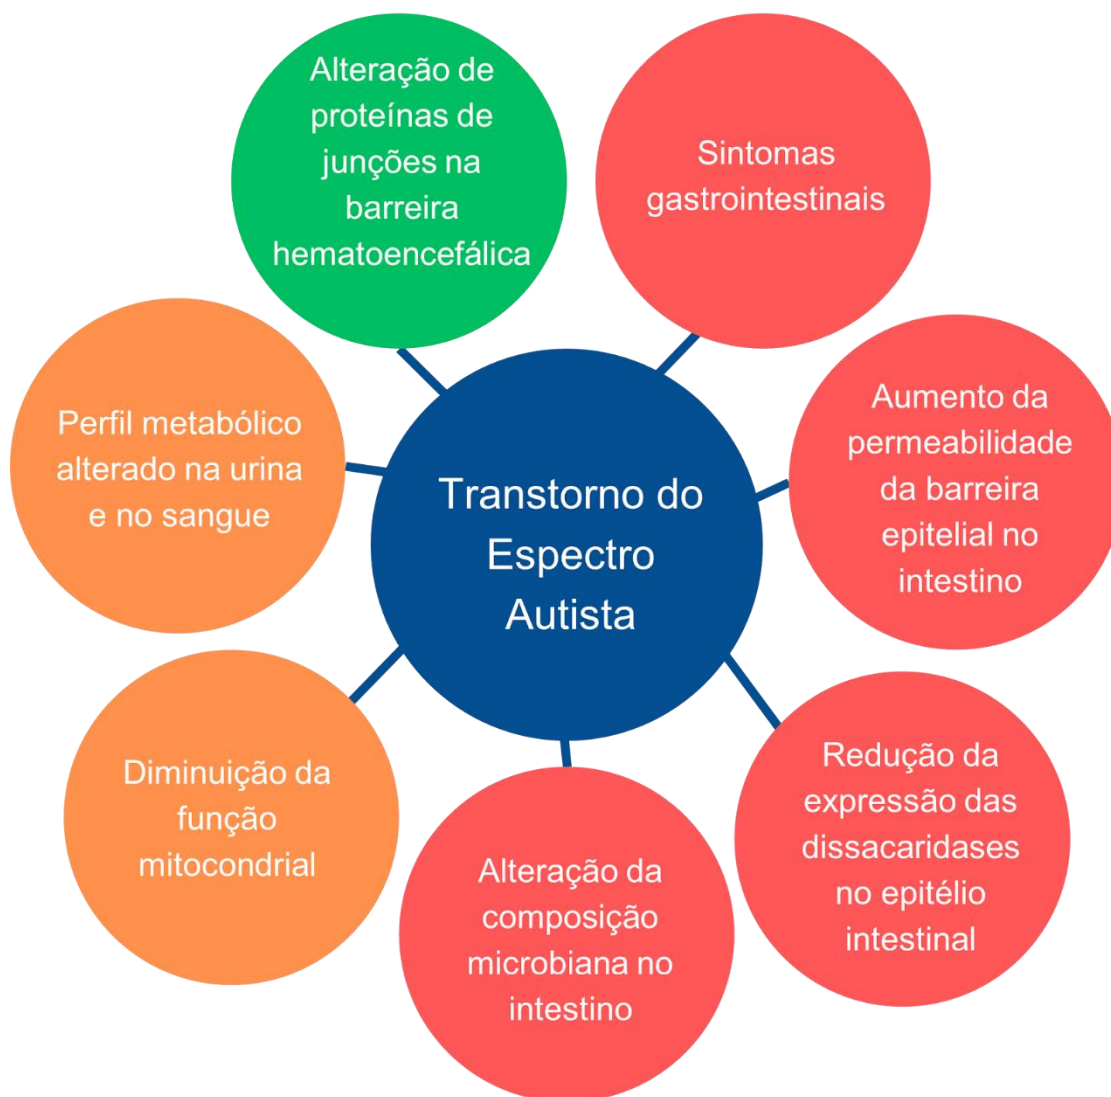 Alteração de
proteínas de
junções na
barreira
hematoencefálica
Sintomas
gastrointestinais
Aumento da
permeabilidade
da barreira
epitelial no
intestino
Redução da
expressão das
dissacaridases
no epitélio
intestinal
Alteração da
composição
microbiana no
intestino
Diminuição da
função
mitocondrial
Perfil metabólico
alterado na urina
e no sangue
Transtorno do
Espectro
Autista